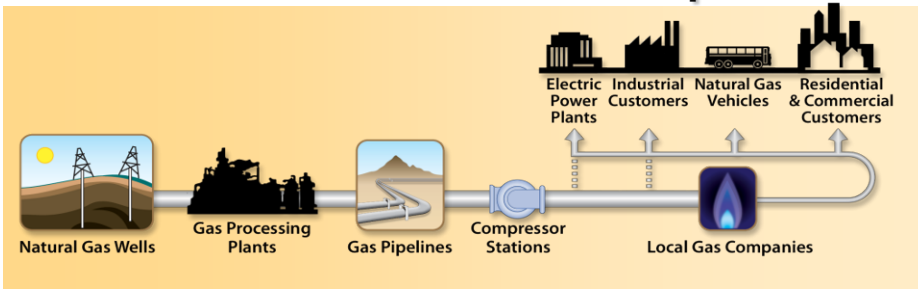 Electric
Power
Plants
Industrial
Customers
Natural Gas
Vehicles
Residential
& Commercial
Customers
Natural Gas Wells
Gas Processing
Plants
Gas Pipelines
Compressor
Stations
Local Gas Companies